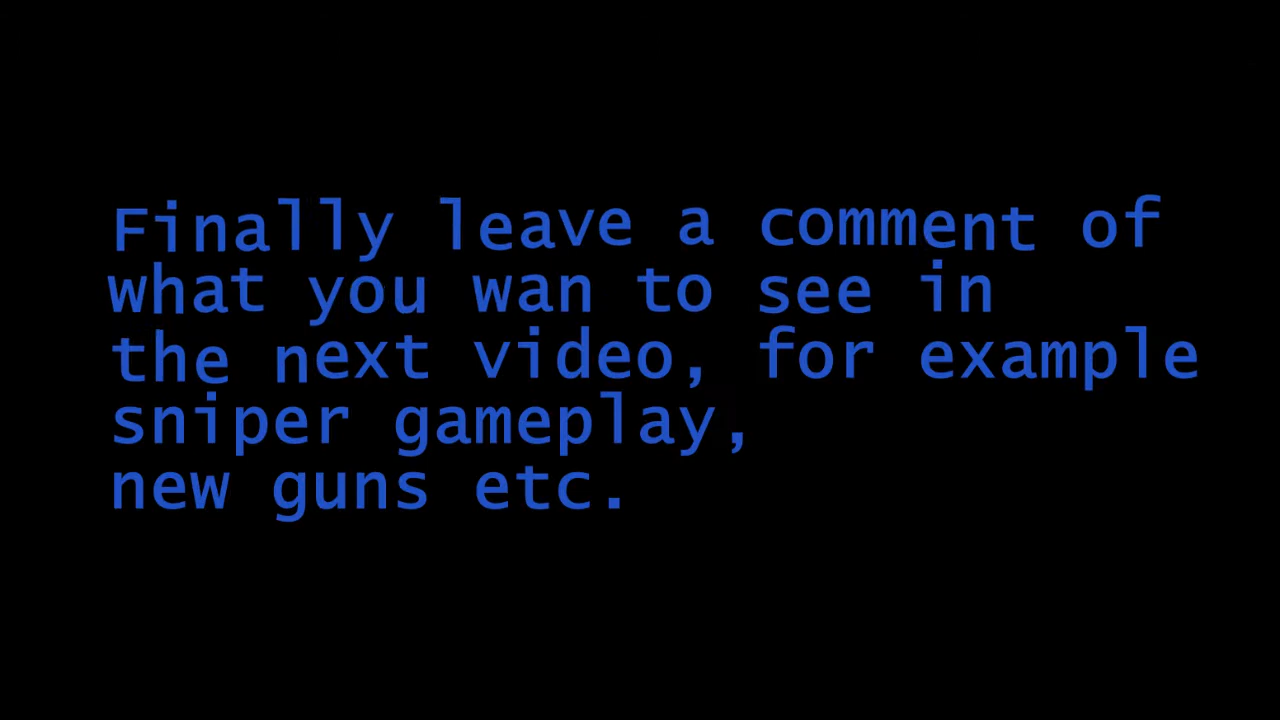 Finally leave a comment of
what you wan to see in
the next video, for example
sniper gameplay,
new guns etc.